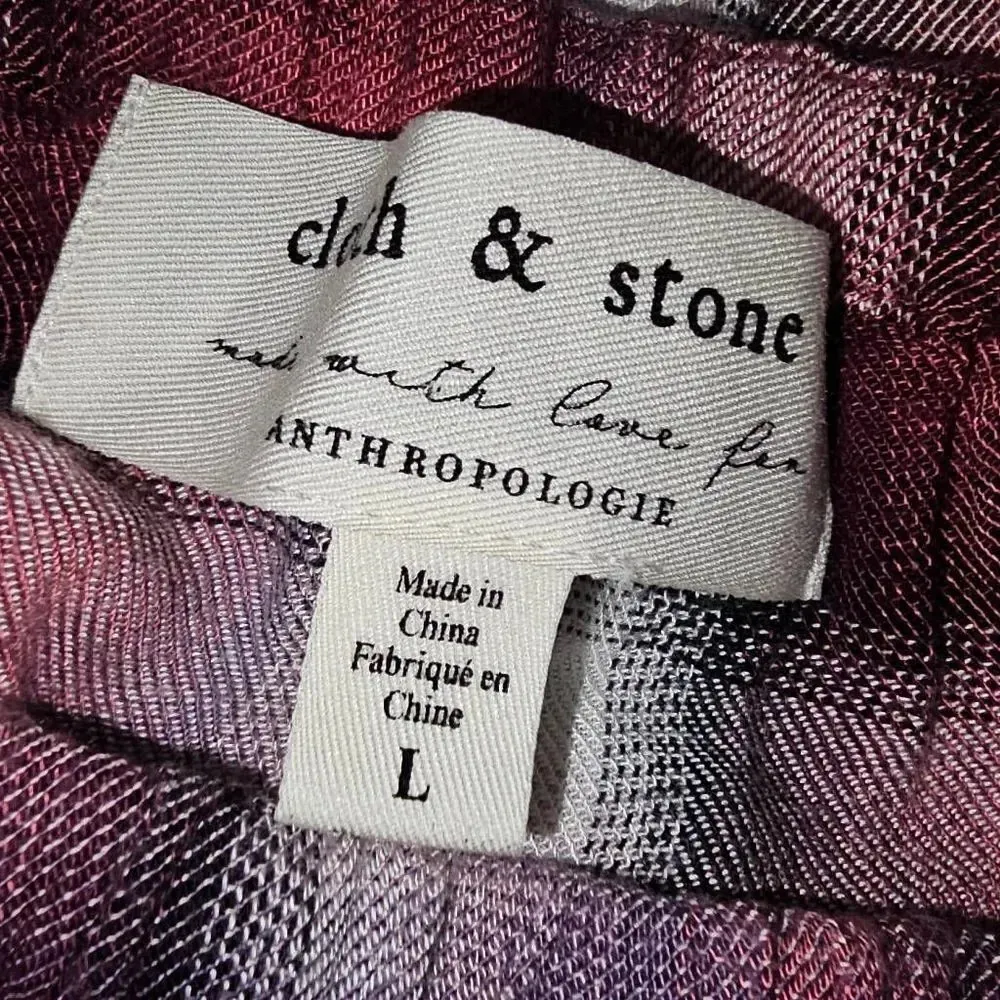 cloth & stone
made with love for
ANTHROPOLOGIE
Made in
China
Fabriqué en
Chine
L